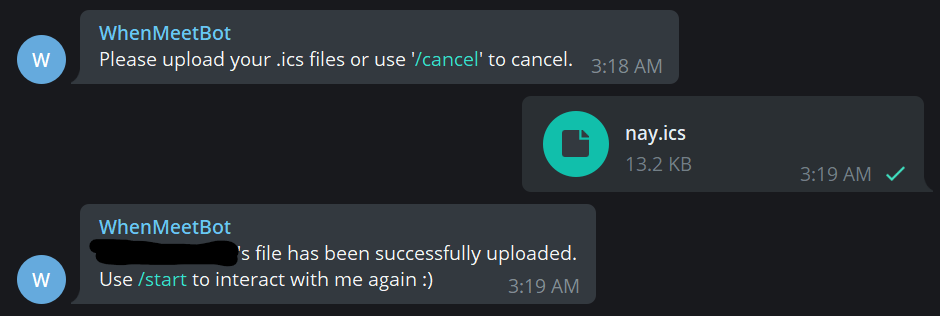 WhenMeetBot
W
Please upload your .ics files or use '/cancel' to cancel.
3:18 AM
nay.ics
13.2 KB
3:19 AM
WhenMeetBot
's file has been successfully uploaded.
W
Use /start to interact with me again :)
3:19 AM